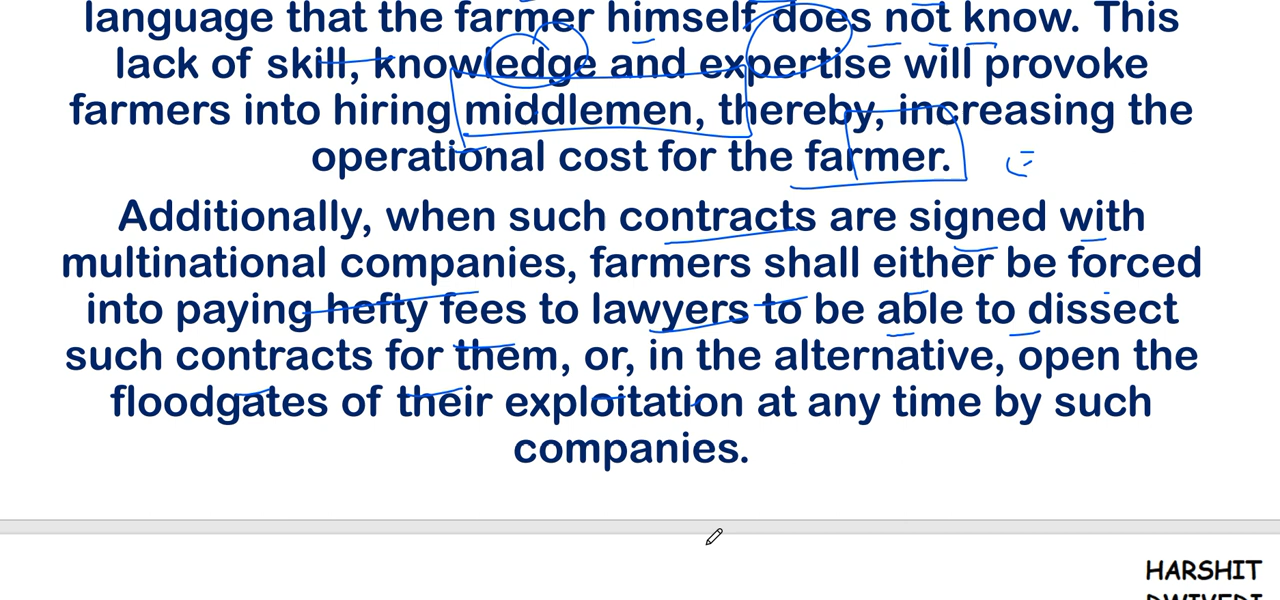 language that the farmer himself does not know. This
lack of skill, knowledge and expertise will provoke
farmers into hiring middlemen, thereby, increasing the
operational cost for the farmer.
Additionally, when such contracts are signed with
multinational companies, farmers shall either be forced
into paying hefty fees to lawyers to be able to dissect
such contracts for them, or, in the alternative, open the
floodgates of their exploitation at any time by such
companies.
HARSHIT
DWIVEDI